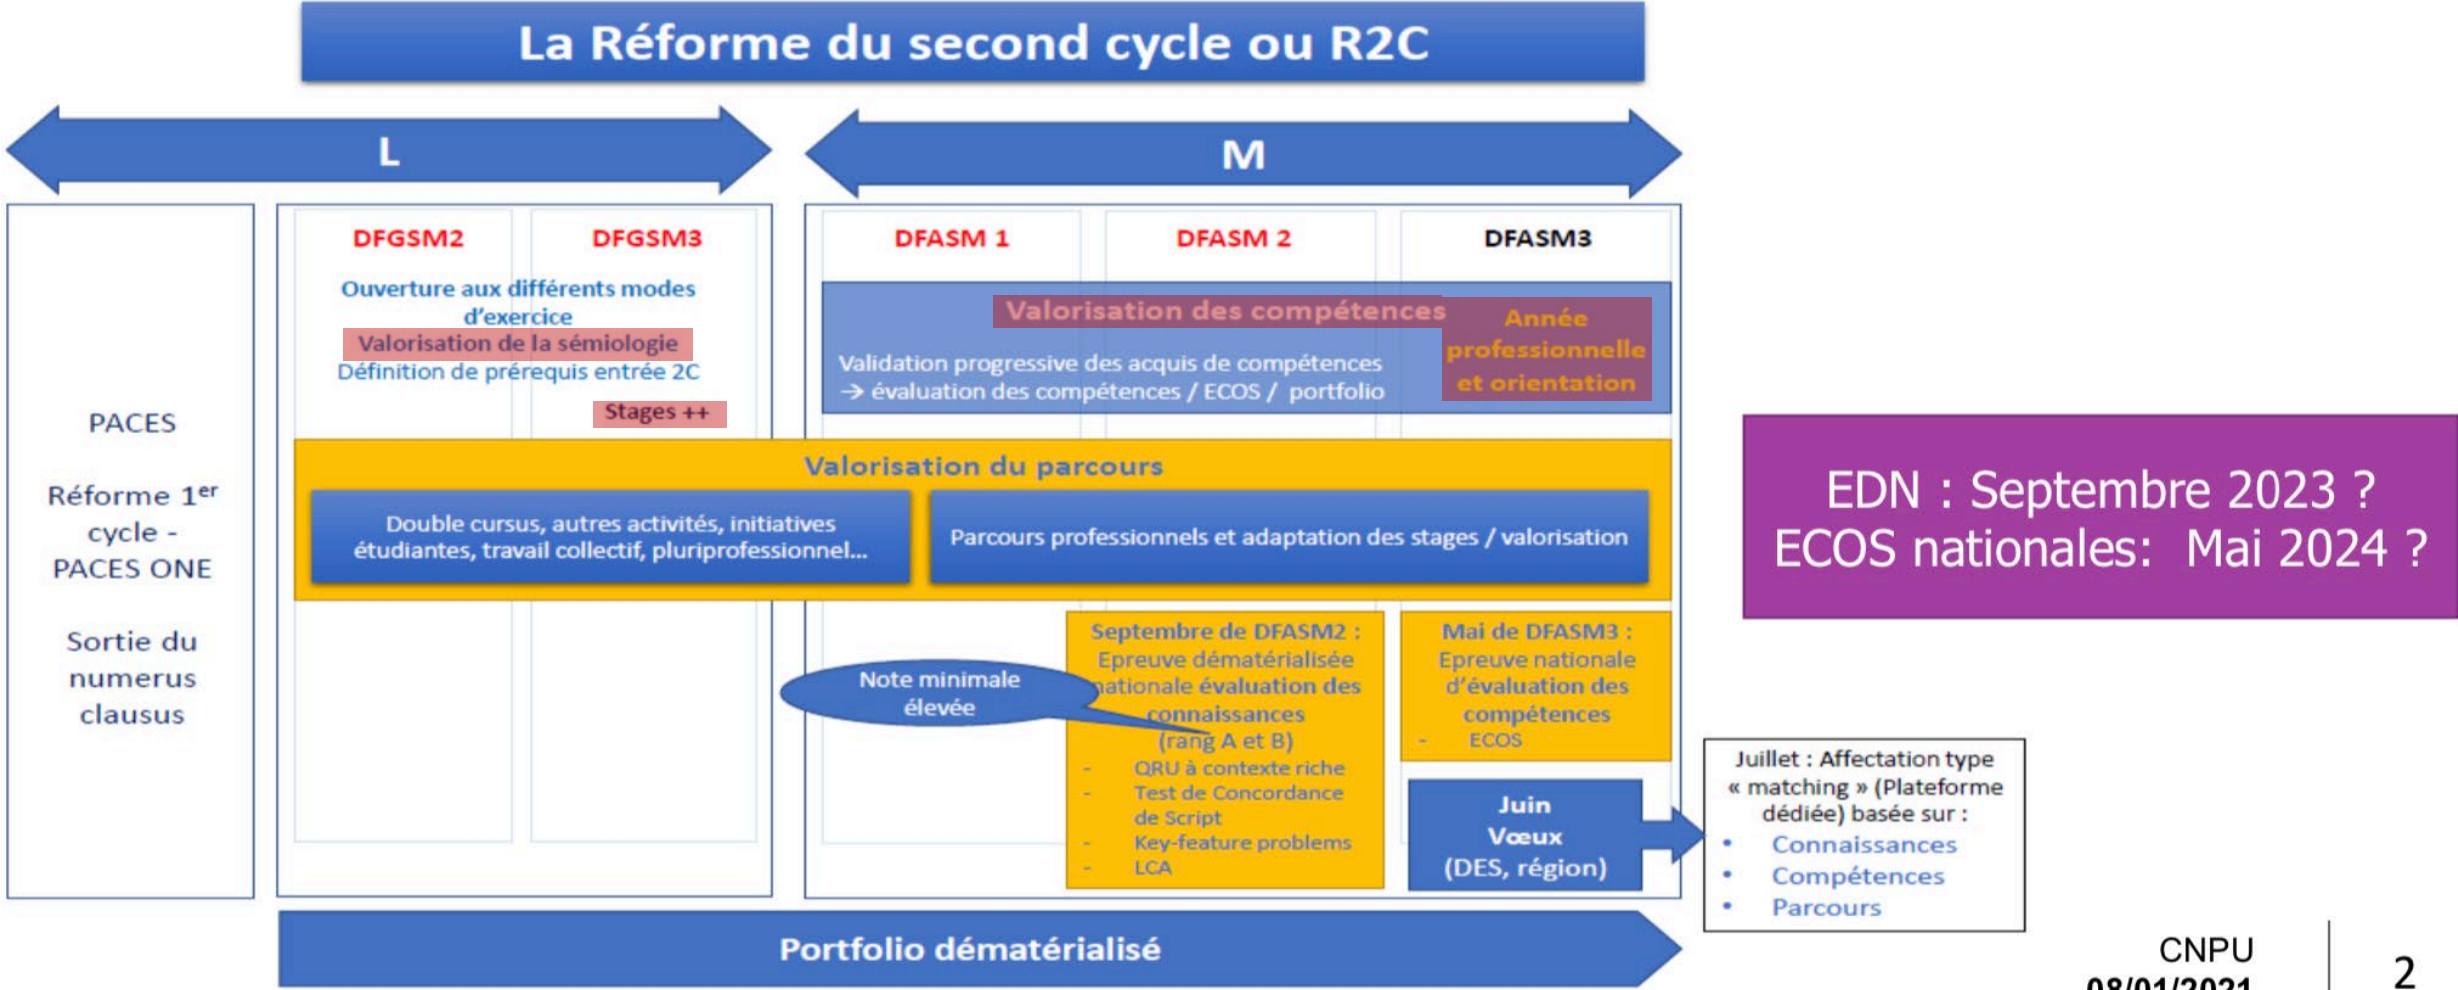 La Réforme du second cycle ou R2C
L
M
PACES
Réforme 1er
cycle -
PACES ONE
Sortie du
numerus
clausus
DFGSM2
DFGSM3
Ouverture aux différents modes
d'exercice
Valorisation de la sémiologie
Définition de prérequis entrée 2C
Stages ++
DFASM 1
DFASM 2
DFASM3
Valorisation des compétences
Validation progressive des acquis de compétences
→ évaluation des compétences / ECOS / portfolio
Année
professionnelle
et orientation
Valorisation du parcours
Double cursus, autres activités, initiatives
étudiantes, travail collectif, pluriprofessionnel...
Parcours professionnels et adaptation des stages / valorisation
Note minimale
élevée
Septembre de DFASM2 :
Epreuve dématérialisée
nationale évaluation des
connaissances
(rang A et B)
- QRU à contexte riche
- Test de Concordance
de Script
- Key-feature problems
- LCA
Mai de DFASM3 :
Epreuve nationale
d'évaluation des
compétences
- ECOS
Juin
Vœux
(DES, région)
Juillet : Affectation type
« matching » (Plateforme
dédiée) basée sur :
• Connaissances
• Compétences
• Parcours
Portfolio dématérialisé
EDN : Septembre 2023 ?
ECOS nationales: Mai 2024 ?
CNPU
08/01/2021
2